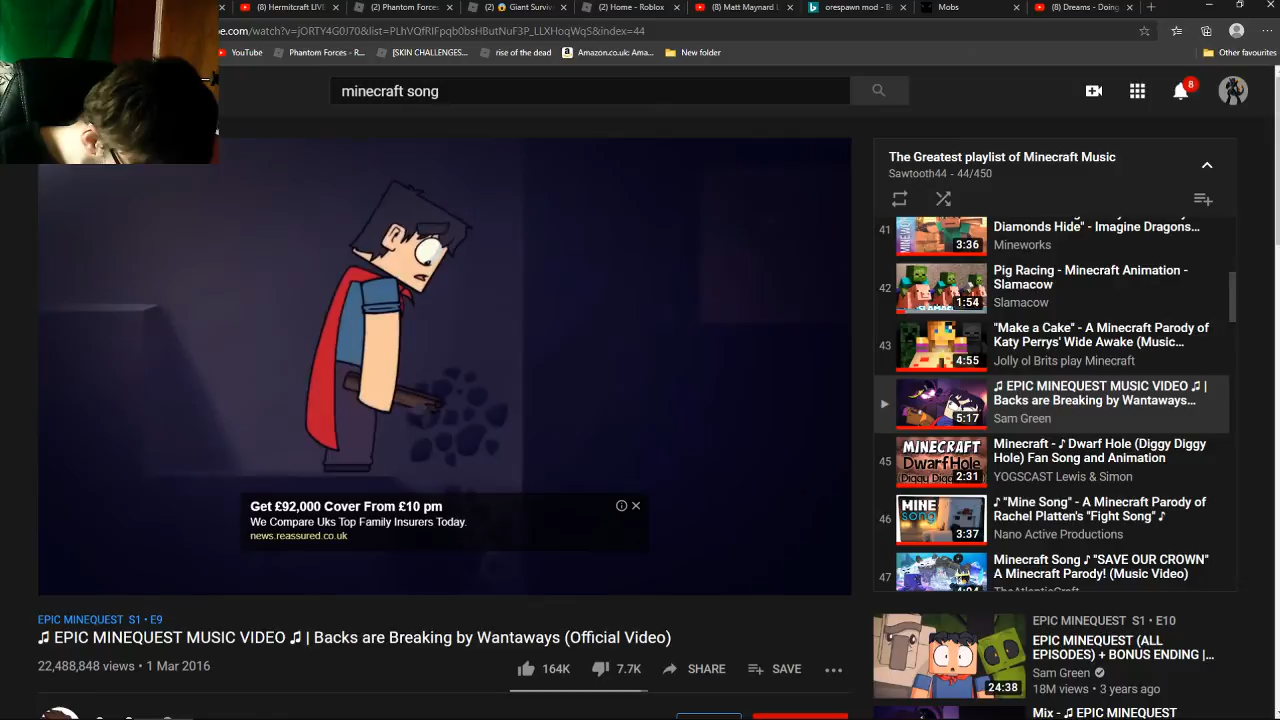 (8) Hermitcraft LIVE
(2) Phantom Forces
(2) 😱 Giant Surviv
(2) Home - Roblox
(8) Matt Maynard L
orespawn mod - Bi
Mobs
(8) Dreams - Doing
be.com/watch?v=jORTY4G0J70&list=PLhVQfRIFpqb0bsHButNuF3P_LLXHoqWqS&index=44
YouTube
Phantom Forces - R...
[SKIN CHALLENGES...
rise of the dead
Amazon.co.uk: Ama...
New folder
Other favourites
minecraft song
8
The Greatest playlist of Minecraft Music
Sawtooth44 - 44/450
41
3:36
Diamonds Hide" - Imagine Dragons...
Mineworks
42
1:54
Pig Racing - Minecraft Animation -
Slamacow
Slamacow
43
4:55
"Make a Cake" - A Minecraft Parody of
Katy Perrys' Wide Awake (Music...
Jolly ol Brits play Minecraft
5:17
♫ EPIC MINEQUEST MUSIC VIDEO ♫ |
Backs are Breaking by Wantaways...
Sam Green
45
MINECRAFT
Dwarf Hole
(Diggy Diggy Hole)
2:31
Minecraft - ♪ Dwarf Hole (Diggy Diggy
Hole) Fan Song and Animation
YOGSCAST Lewis & Simon
46
MINE
song
3:37
♪ "Mine Song" - A Minecraft Parody of
Rachel Platten's "Fight Song" ♪
Nano Active Productions
47
Minecraft Song ♪ "SAVE OUR CROWN"
A Minecraft Parody! (Music Video)
TheAtlanticCraft
Get £92,000 Cover From £10 pm
We Compare Uks Top Family Insurers Today.
news.reassured.co.uk
EPIC MINEQUEST S1 • E9
♫ EPIC MINEQUEST MUSIC VIDEO ♫ | Backs are Breaking by Wantaways (Official Video)
22,488,848 views • 1 Mar 2016
164K
7.7K
SHARE
SAVE
24:38
EPIC MINEQUEST S1 • E10
EPIC MINEQUEST (ALL
EPISODES) + BONUS ENDING |...
Sam Green
18M views • 3 years ago
Mix - ♫ EPIC MINEQUEST